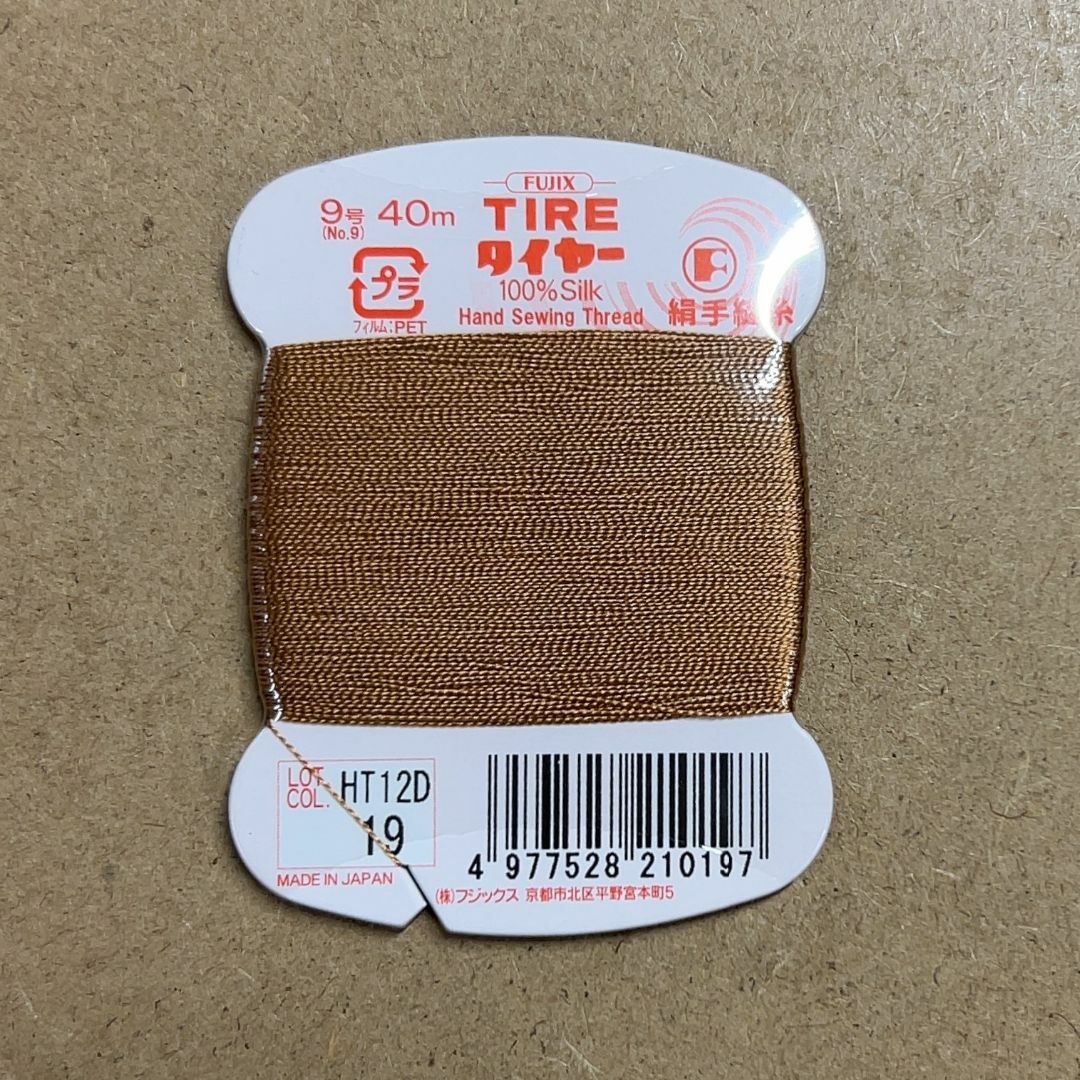 FUJIX
9号 40m TIRE
(No.9)
タイヤー
プラ
100%Silk
フィルム:PET
Hand Sewing Thread 絹手縫糸
LOT HT12D
COL. 19
MADE IN JAPAN
4 977528 210197
(株)フジックス 京都市北区平野宮本町5